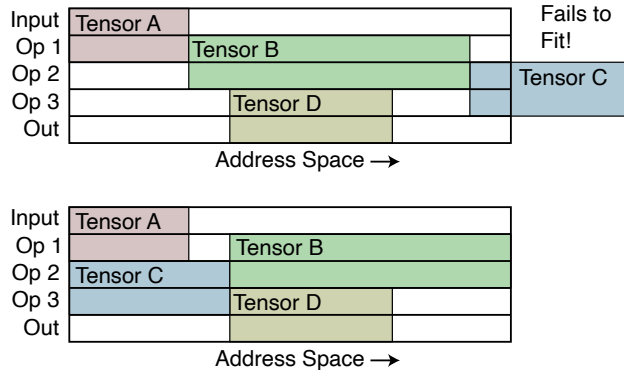 Input Tensor A Fails to
Op 1 Tensor B Fit!
Op 2 Tensor C
Op 3 Tensor D
Out
Address Space →
Input Tensor A
Op 1 Tensor B
Op 2 Tensor C
Op 3 Tensor D
Out
Address Space →